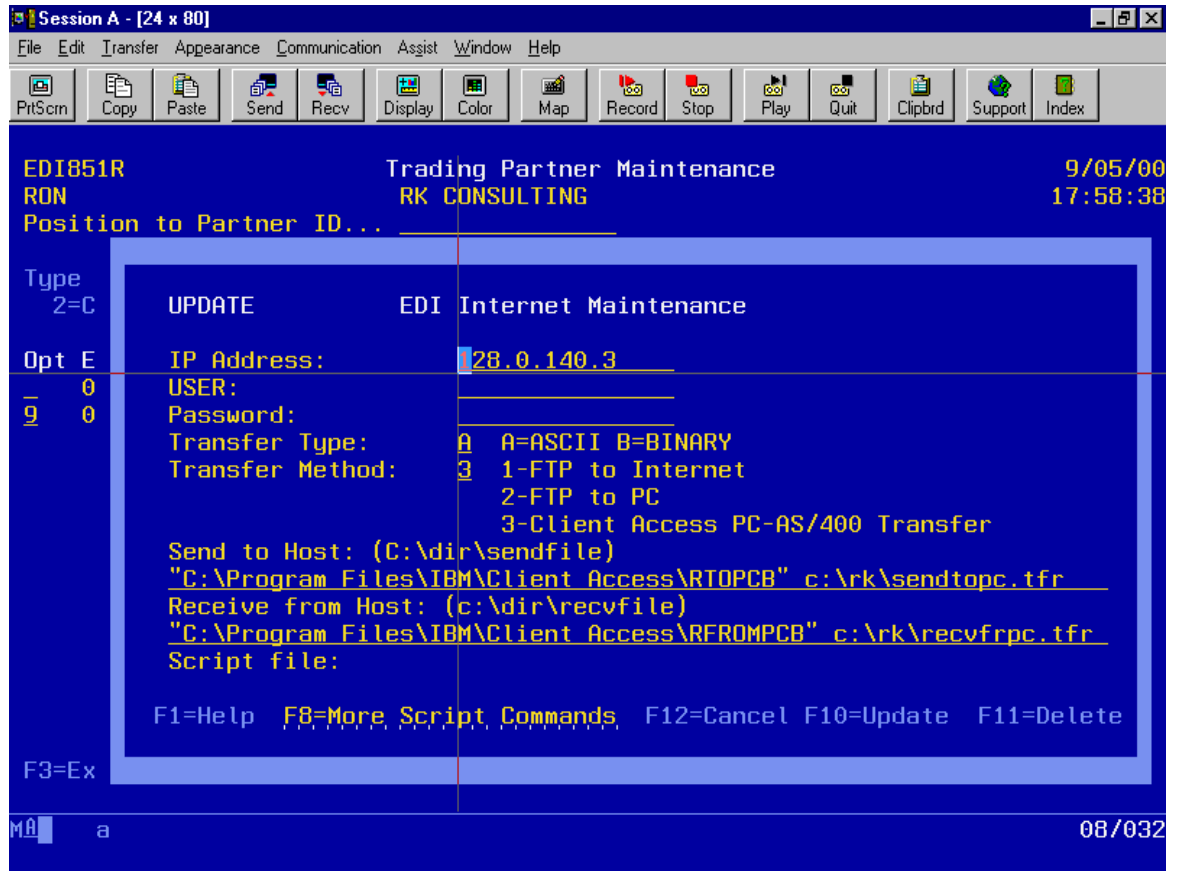 Session A - [24 x 80]
File Edit Transfer Appearance Communication Assist Window Help
PrtScrn Copy Paste Send Recv Display Color Map Record Stop Play Quit Clipbrd Support Index
EDI851R Trading Partner Maintenance 9/05/00
RON RK CONSULTING 17:58:38
Position to Partner ID...
Type
2=C UPDATE EDI Internet Maintenance
Opt E IP Address: 128.0.140.3
0 USER:
9 0 Password:
Transfer Type: A A=ASCII B=BINARY
Transfer Method: 3 1-FTP to Internet
2-FTP to PC
3-Client Access PC-AS/400 Transfer
Send to Host: (C:\dir\sendfile)
"C:\Program Files\IBM\Client Access\RTOPCB" c:\rk\sendtopc.tfr
Receive from Host: (c:\dir\recvfile)
"C:\Program Files\IBM\Client Access\RFROMPCB" c:\rk\recvfrpc.tfr
Script file:
F1=Help F8=More Script Commands F12=Cancel F10=Update F11=Delete
F3=Ex
MA a 08/032